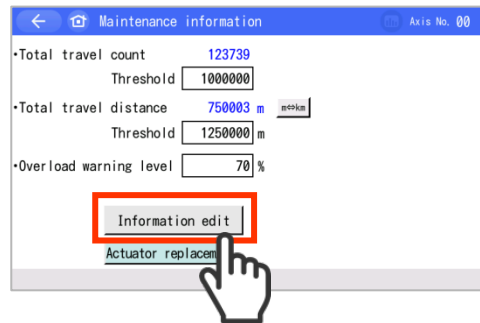 Maintenance information Axis No. 00
•Total travel count 123739
Threshold 1000000
•Total travel distance 750003 m m⇔km
Threshold 1250000 m
•Overload warning level 70 %
Information edit
Actuator replacem